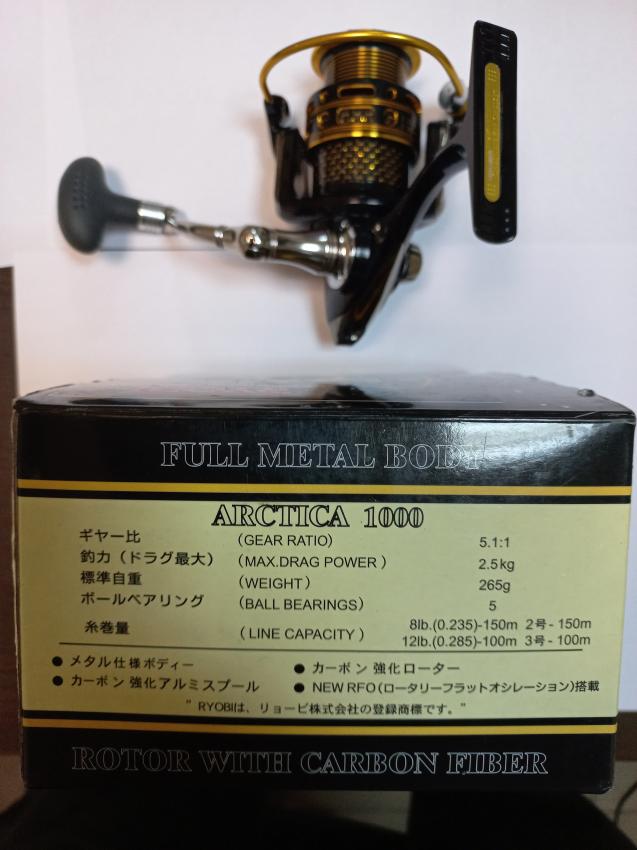 FULL METAL BODY
ARCTICA 1000
ギヤー比 (GEAR RATIO) 5.1:1
釣力（ドラグ最大） (MAX.DRAG POWER ) 2.5kg
標準自重 (WEIGHT) 265g
ボールベアリング (BALL BEARINGS) 5
糸巻量 ( LINE CAPACITY ) 8lb.(0.235)-150m 2号-150m
12lb.(0.285)-100m 3号-100m
● メタル仕様ボディー ● カーボン 強化ローター
● カーボン 強化アルミスプール ● NEW RFO（ロータリーフラットオシレーション）搭載
" RYOBIは、リョービ株式会社の登録商標です。"
ROTOR WITH CARBON FIBER